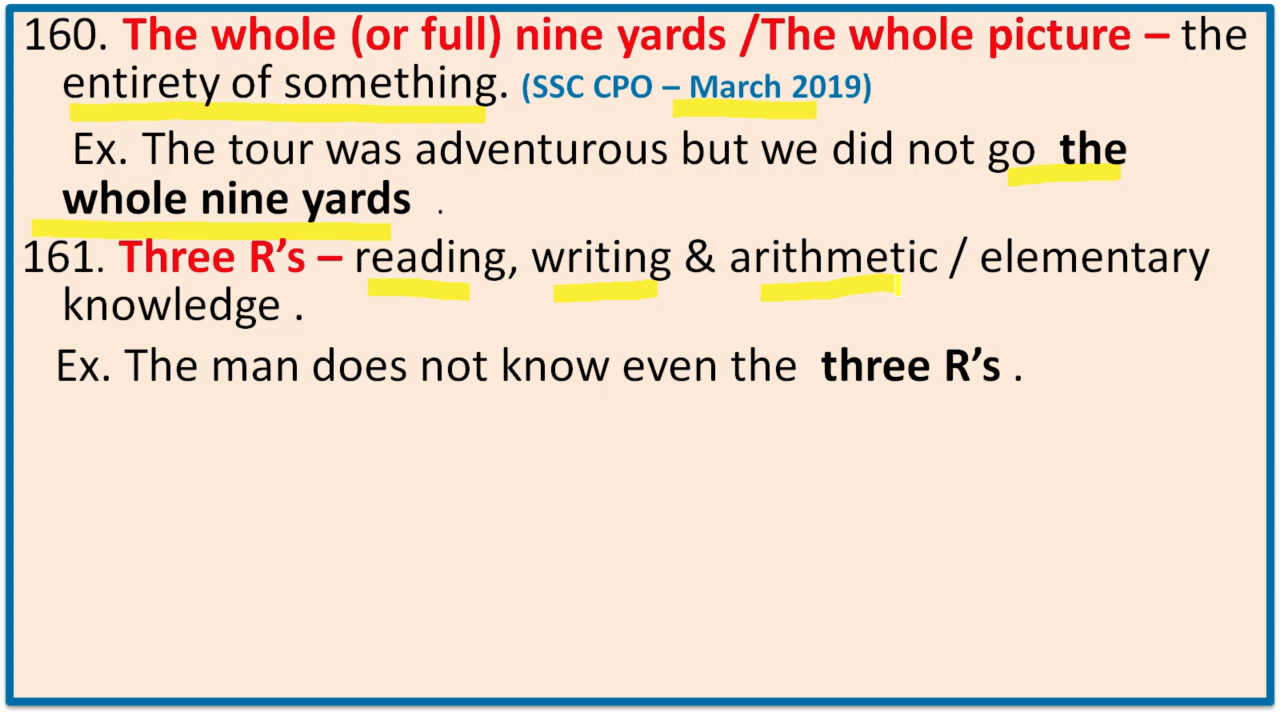 160. The whole (or full) nine yards /The whole picture – the
entirety of something. (SSC CPO – March 2019)
Ex. The tour was adventurous but we did not go the
whole nine yards .
161. Three R’s – reading, writing & arithmetic / elementary
knowledge .
Ex. The man does not know even the three R’s .